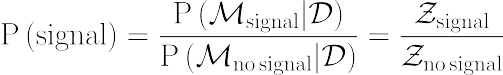 P (signal) = P (ℳ_signal|𝒟) / P (ℳ_no signal|𝒟) = 𝒵_signal / 𝒵_no signal